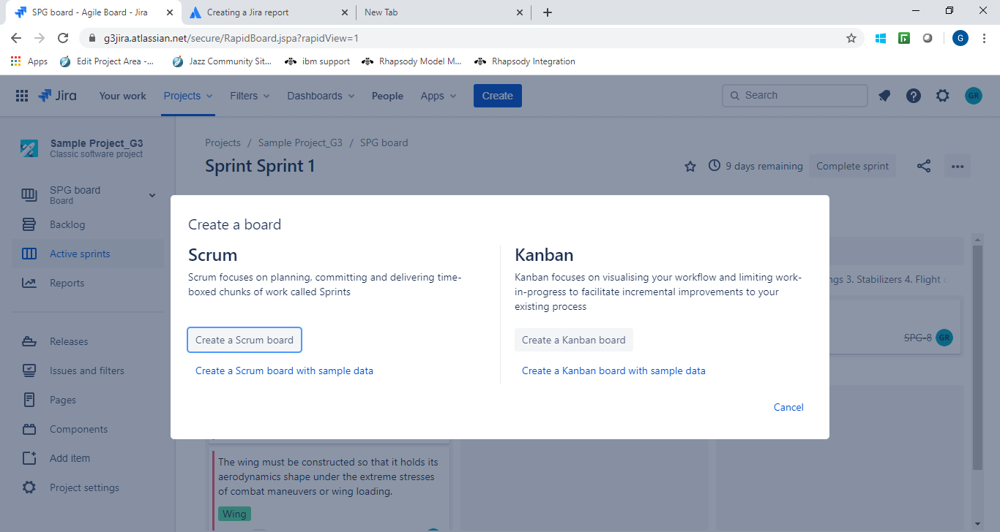 SPG board - Agile Board - Jira
Creating a Jira report
New Tab
g3jira.atlassian.net/secure/RapidBoard.jspa?rapidView=1
G
Apps
Edit Project Area -...
Jazz Community Sit...
ibm support
Rhapsody Model M...
Rhapsody Integration
Jira
Your work
Projects
Filters
Dashboards
People
Apps
Create
Search
GR
Sample Project_G3
Classic software project
SPG board
Board
Backlog
Active sprints
Reports
Releases
Issues and filters
Pages
Components
Add item
Project settings
Projects / Sample Project_G3 / SPG board
Sprint Sprint 1
9 days remaining
Complete sprint
Create a board
Scrum
Scrum focuses on planning, committing and delivering time-
boxed chunks of work called Sprints
Create a Scrum board
Create a Scrum board with sample data
Kanban
Kanban focuses on visualising your workflow and limiting work-
in-progress to facilitate incremental improvements to your
existing process
Create a Kanban board
Create a Kanban board with sample data
Cancel
ngs 3. Stabilizers 4. Flight
SPG-8
GR
The wing must be constructed so that it holds its
aerodynamics shape under the extreme stresses
of combat maneuvers or wing loading.
Wing